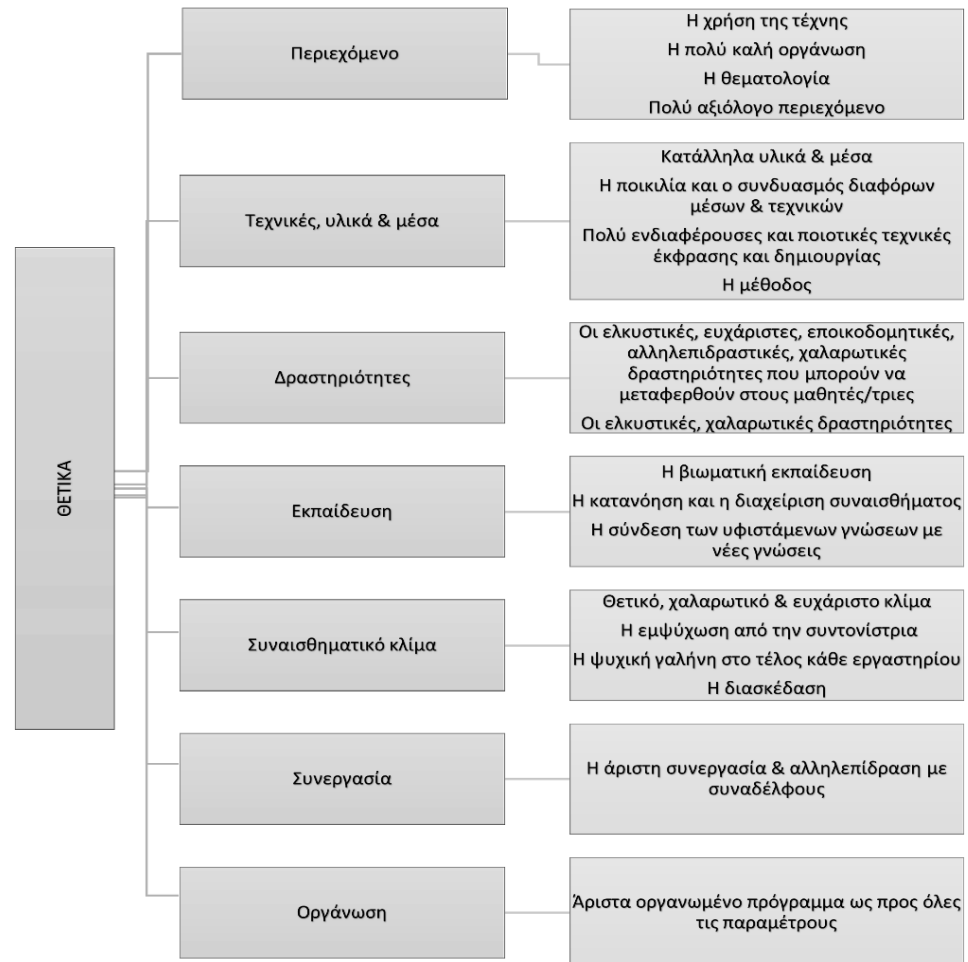 ΘΕΤΙΚΑ
Περιεχόμενο
Η χρήση της τέχνης
Η πολύ καλή οργάνωση
Η θεματολογία
Πολύ αξιόλογο περιεχόμενο
Τεχνικές, υλικά & μέσα
Κατάλληλα υλικά & μέσα
Η ποικιλία και ο συνδυασμός διαφόρων
μέσων & τεχνικών
Πολύ ενδιαφέρουσες και ποιοτικές τεχνικές
έκφρασης και δημιουργίας
Η μέθοδος
Δραστηριότητες
Οι ελκυστικές, ευχάριστες, εποικοδομητικές,
αλληλεπιδραστικές, χαλαρωτικές
δραστηριότητες που μπορούν να
μεταφερθούν στους μαθητές/τριες
Οι ελκυστικές, χαλαρωτικές δραστηριότητες
Εκπαίδευση
Η βιωματική εκπαίδευση
Η κατανόηση και η διαχείριση συναισθήματος
Η σύνδεση των υφιστάμενων γνώσεων με
νέες γνώσεις
Συναισθηματικό κλίμα
Θετικό, χαλαρωτικό & ευχάριστο κλίμα
Η εμψύχωση από την συντονίστρια
Η ψυχική γαλήνη στο τέλος κάθε εργαστηρίου
Η διασκέδαση
Συνεργασία
Η άριστη συνεργασία & αλληλεπίδραση με
συναδέλφους
Οργάνωση
Άριστα οργανωμένο πρόγραμμα ως προς όλες
τις παραμέτρους